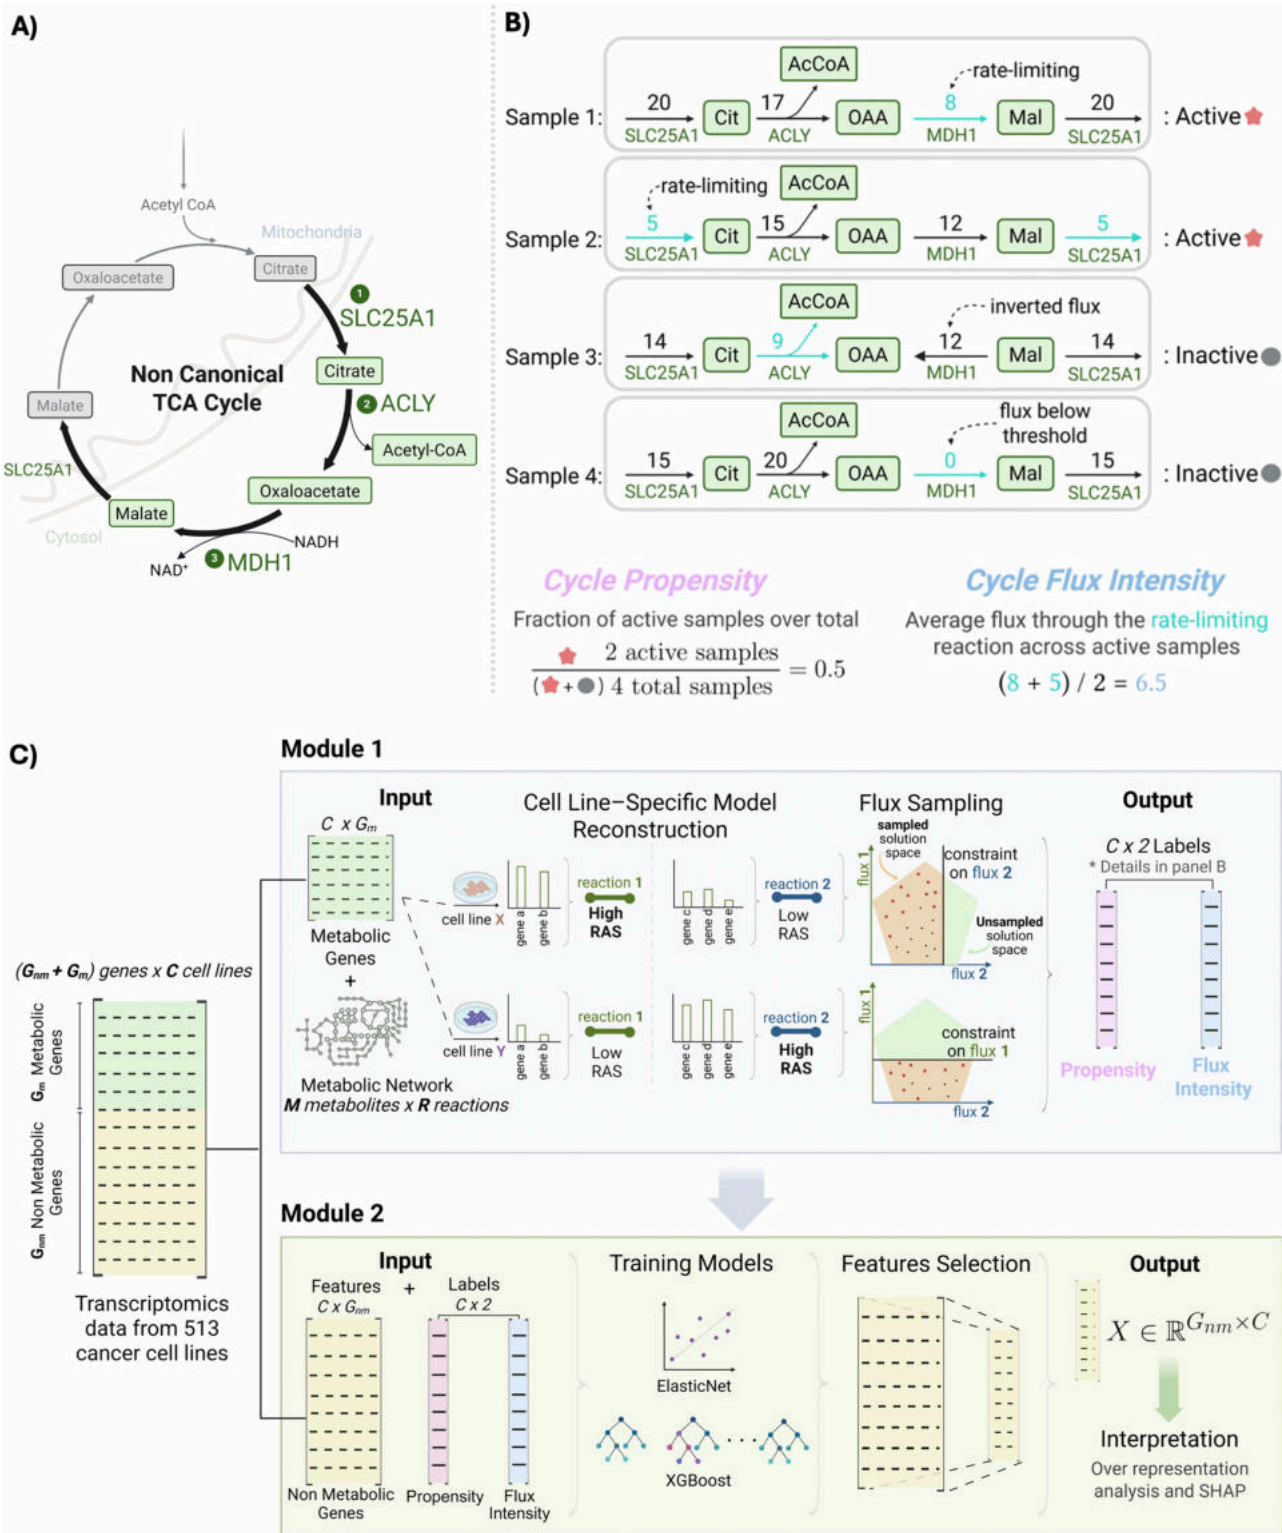 A)
Acetyl CoA
Mitochondria
Oxaloacetate
Citrate
1
SLC25A1
Non Canonical
TCA Cycle
Citrate
2 ACLY
Malate
Acetyl-CoA
SLC25A1
Oxaloacetate
Malate
Cytosol
NADH
NAD⁺
3 MDH1
B)
AcCoA
rate-limiting
20 17 8 20
Sample 1: Cit OAA Mal : Active
SLC25A1 ACLY MDH1 SLC25A1
rate-limiting AcCoA
5 15 12 5
Sample 2: Cit OAA Mal : Active
SLC25A1 ACLY MDH1 SLC25A1
AcCoA
inverted flux
14 9 12 14
Sample 3: Cit OAA Mal : Inactive
SLC25A1 ACLY MDH1 SLC25A1
AcCoA
flux below
threshold
15 20 0 15
Sample 4: Cit OAA Mal : Inactive
SLC25A1 ACLY MDH1 SLC25A1
Cycle Propensity
Fraction of active samples over total
2 active samples
( + ) 4 total samples
= 0.5
Cycle Flux Intensity
Average flux through the rate-limiting
reaction across active samples
(8 + 5) / 2 = 6.5
C)
(Gnm + Gm) genes x C cell lines
Gm Metabolic
Genes
Gnm Non Metabolic
Genes
Transcriptomics
data from 513
cancer cell lines
Module 1
Input
C x Gm
Metabolic
Genes
+
Metabolic Network
M metabolites x R reactions
Cell Line–Specific Model
Reconstruction
cell line X
gene a
gene b
reaction 1
High
RAS
gene c
gene d
gene e
reaction 2
Low
RAS
cell line Y
gene a
gene b
reaction 1
Low
RAS
gene c
gene d
gene e
reaction 2
High
RAS
Flux Sampling
sampled
solution
space
flux 1
constraint
on flux 2
Unsampled
solution
space
flux 2
flux 1
constraint
on flux 1
flux 2
Output
C x 2 Labels
* Details in panel B
Propensity
Flux
Intensity
Module 2
Input
Features + Labels
C x Gnm C x 2
Non Metabolic
Genes
Propensity
Flux
Intensity
Training Models
ElasticNet
...
XGBoost
Features Selection
Output
X ∈ ℝ^{Gnm×C}
Interpretation
Over representation
analysis and SHAP